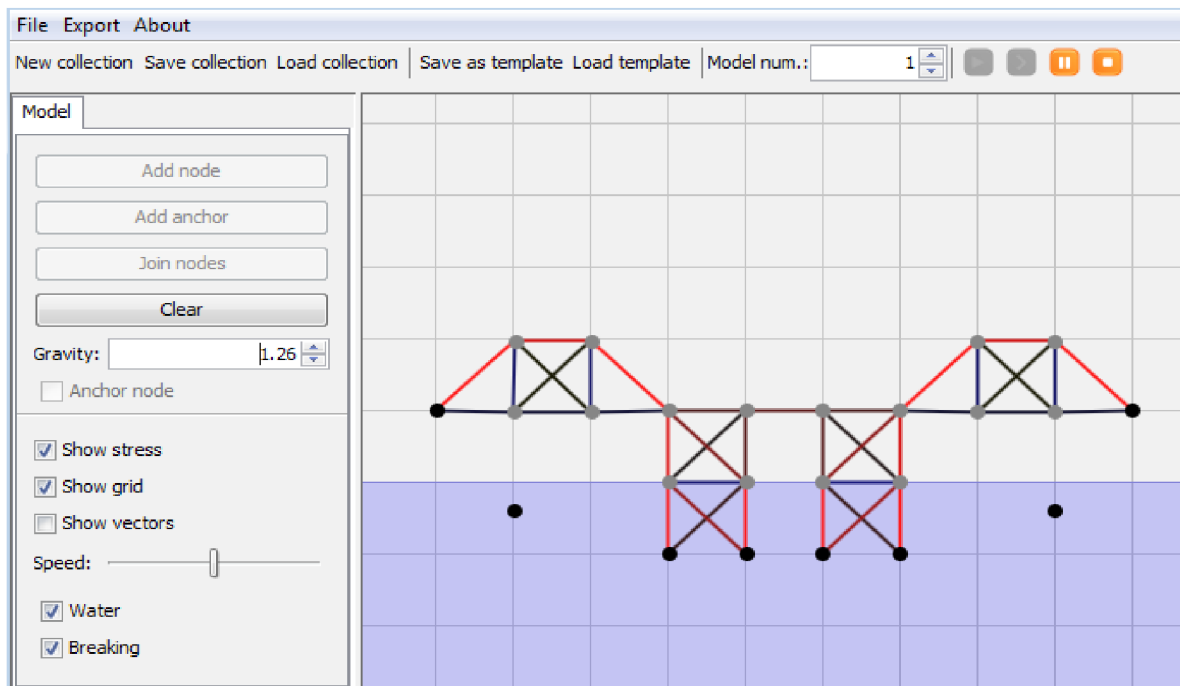 File Export About
New collection Save collection Load collection Save as template Load template Model num.: 1
Model
Add node
Add anchor
Join nodes
Clear
Gravity: 1.26
Anchor node
Show stress
Show grid
Show vectors
Speed:
Water
Breaking